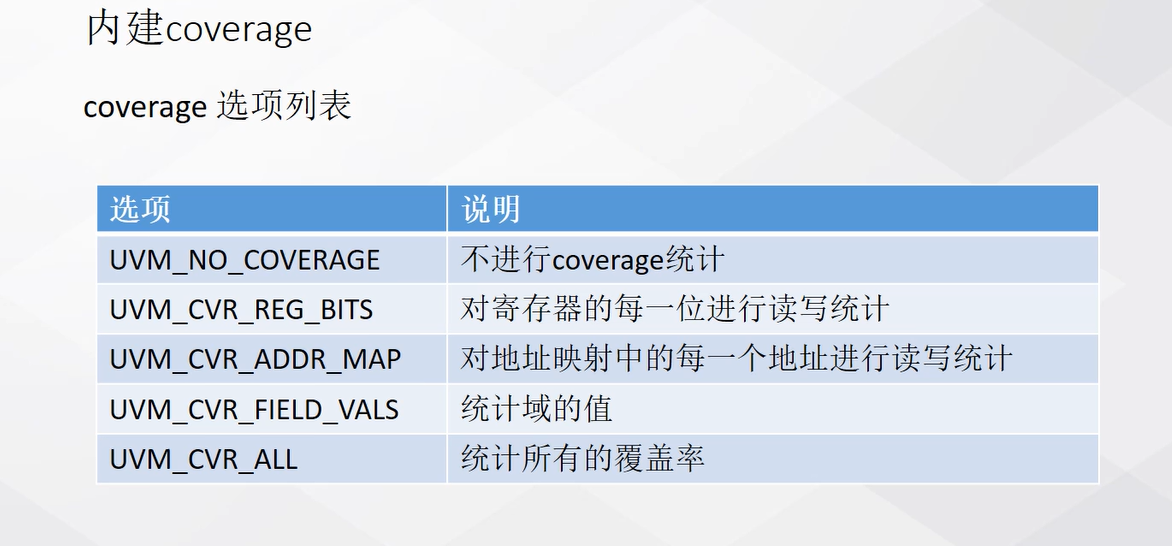 内建coverage
coverage 选项列表
选项 说明
UVM_NO_COVERAGE 不进行coverage统计
UVM_CVR_REG_BITS 对寄存器的每一位进行读写统计
UVM_CVR_ADDR_MAP 对地址映射中的每一个地址进行读写统计
UVM_CVR_FIELD_VALS 统计域的值
UVM_CVR_ALL 统计所有的覆盖率